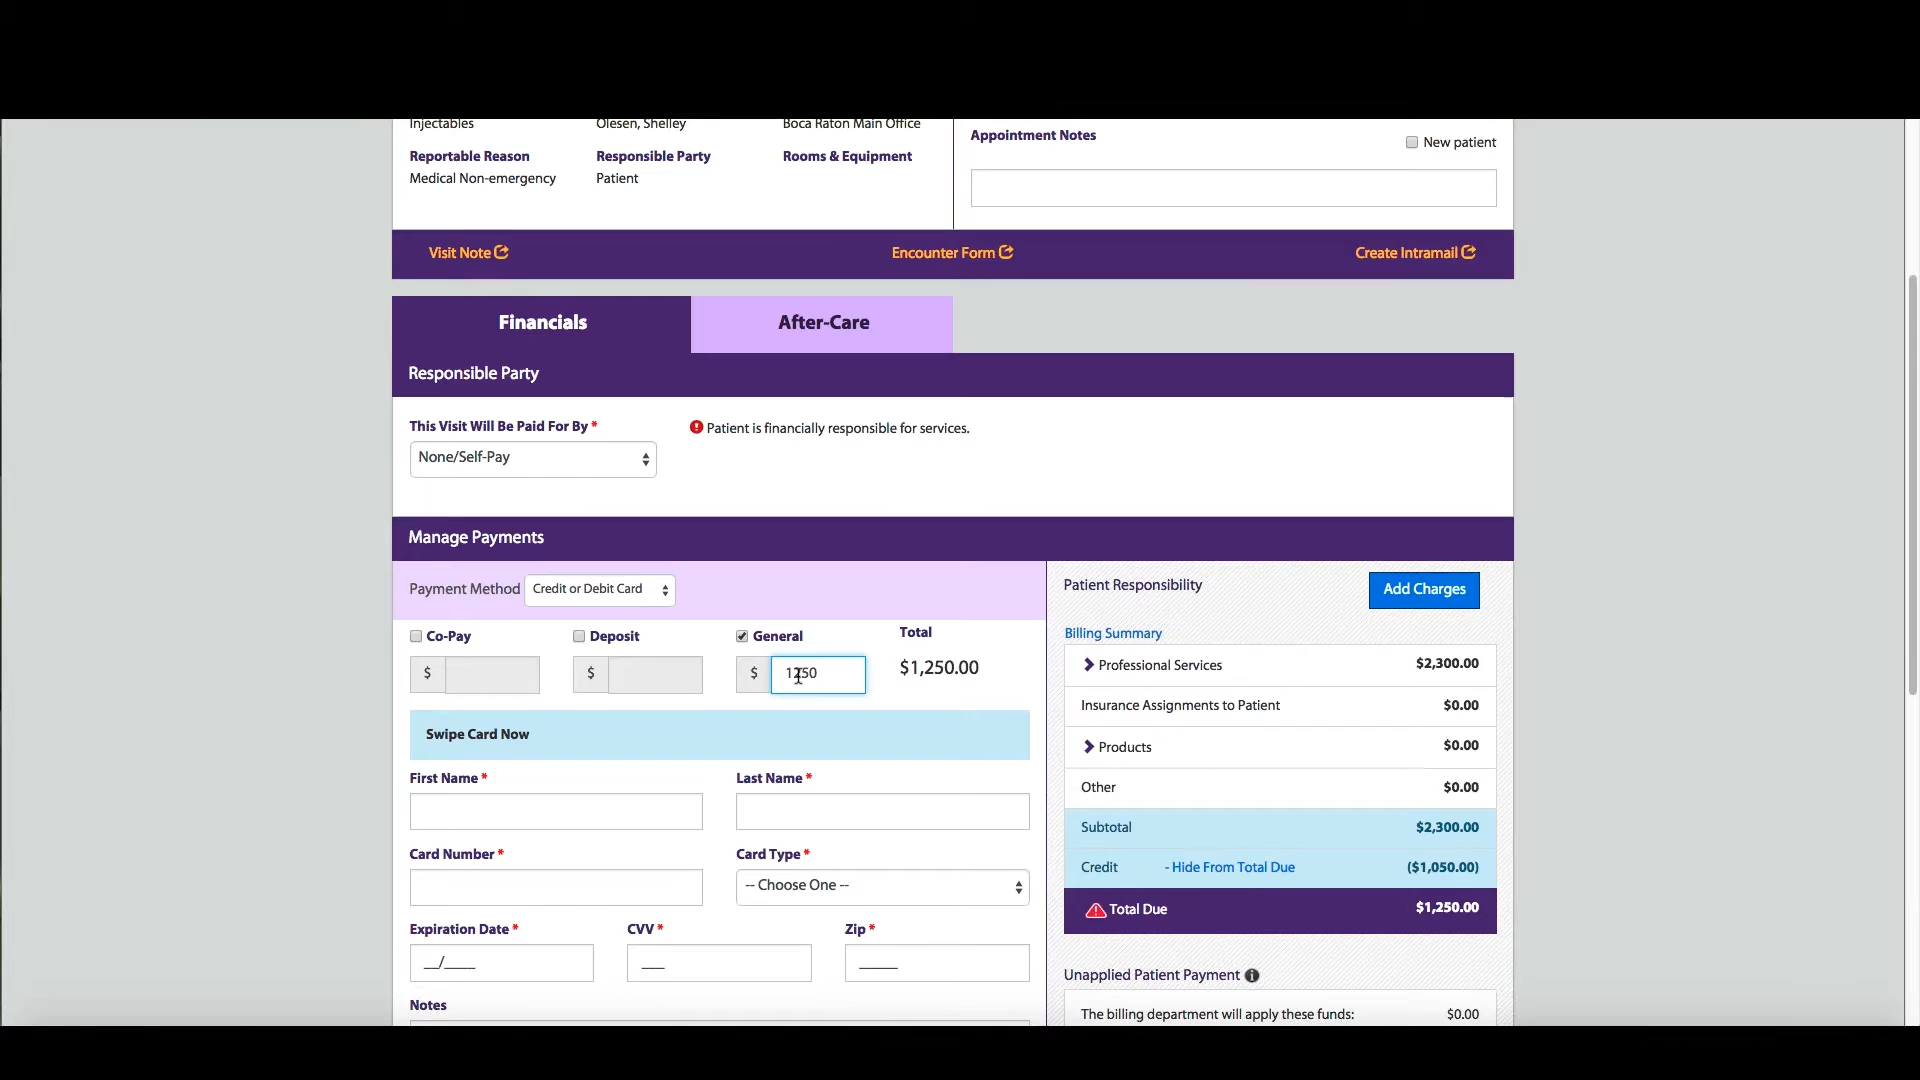 Injectables Olesen, Shelley Boca Raton Main Office
Appointment Notes
New patient
Reportable Reason Responsible Party Rooms & Equipment
Medical Non-emergency Patient
Visit Note Encounter Form Create Intramail
Financials After-Care
Responsible Party
This Visit Will Be Paid For By *
Patient is financially responsible for services.
None/Self-Pay
Manage Payments
Payment Method Credit or Debit Card
Co-Pay Deposit General Total
$ $ $ 1250 $1,250.00
Swipe Card Now
First Name * Last Name *
Card Number * Card Type *
-- Choose One --
Expiration Date * CVV * Zip *
__/____ ___ _____
Notes
Patient Responsibility Add Charges
Billing Summary
Professional Services $2,300.00
Insurance Assignments to Patient $0.00
Products $0.00
Other $0.00
Subtotal $2,300.00
Credit - Hide From Total Due ($1,050.00)
Total Due $1,250.00
Unapplied Patient Payment
The billing department will apply these funds: $0.00